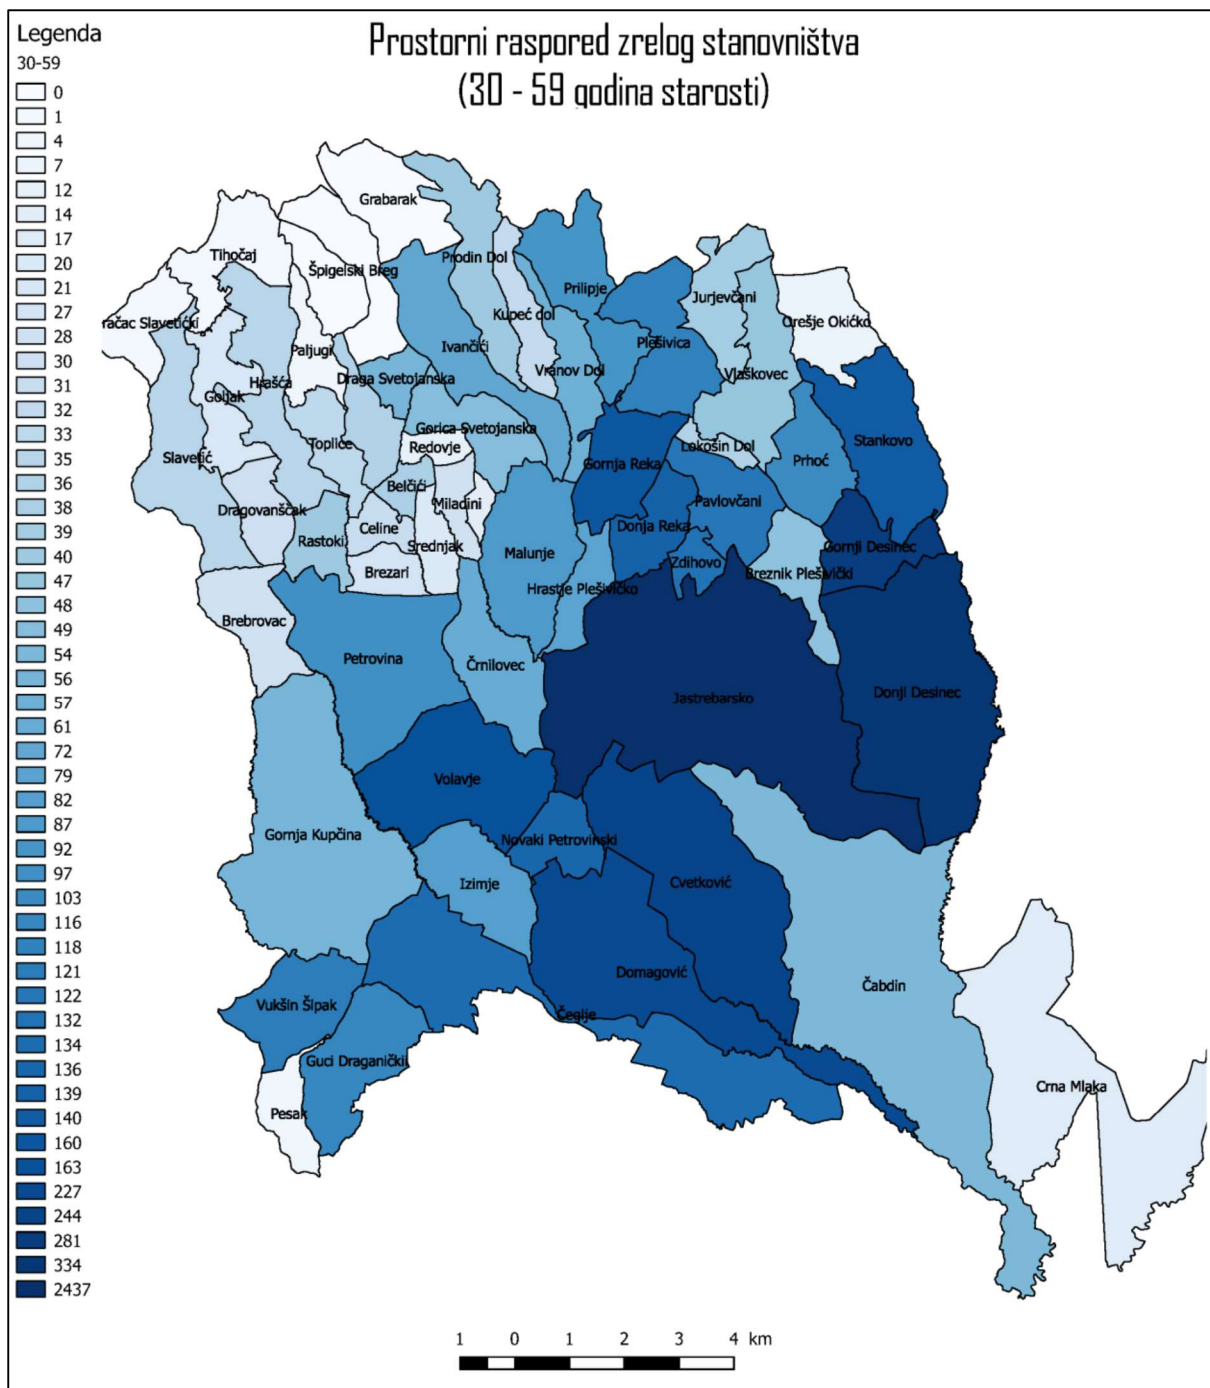 Legenda
30-59
Prostorni raspored zrelog stanovništva
(30 - 59 godina starosti)
0
1
4
7
12
14
17
20
21
27
28
30
31
32
33
35
36
38
39
40
47
48
49
54
56
57
61
72
79
82
87
92
97
103
116
118
121
122
132
134
136
139
140
160
163
227
244
281
334
2437
Grabarak
Tihočaj
Špigelski Breg
Prodin Dol
Prilipje
Jurjevčani
Kupeć dol
Orešje Okićko
račac Slavetićki
Paljugi
Ivančići
Plešivica
Vranov Dol
Vlaškovec
Hrašća
Draga Svetojanska
Goljak
Gorica Svetojanska
Toplice
Redovje
Lokošin Dol
Stankovo
Slavetić
Gornja Reka
Prhoć
Belčići
Miladini
Pavlovčani
Dragovanščak
Celine
Donja Reka
Rastoki
Srednjak
Malunje
Gornji Desinec
Zdihovo
Brezari
Hrastje Plešivičko
Breznik Plešivički
Brebrovac
Petrovina
Črnilovec
Jastrebarsko
Donji Desinec
Volavje
Gornja Kupčina
Novaki Petrovinski
Izimje
Cvetković
Domagović
Čabdin
Vukšin Šipak
Čeglje
Guci Draganički
Crna Mlaka
Pesak
1 0 1 2 3 4 km